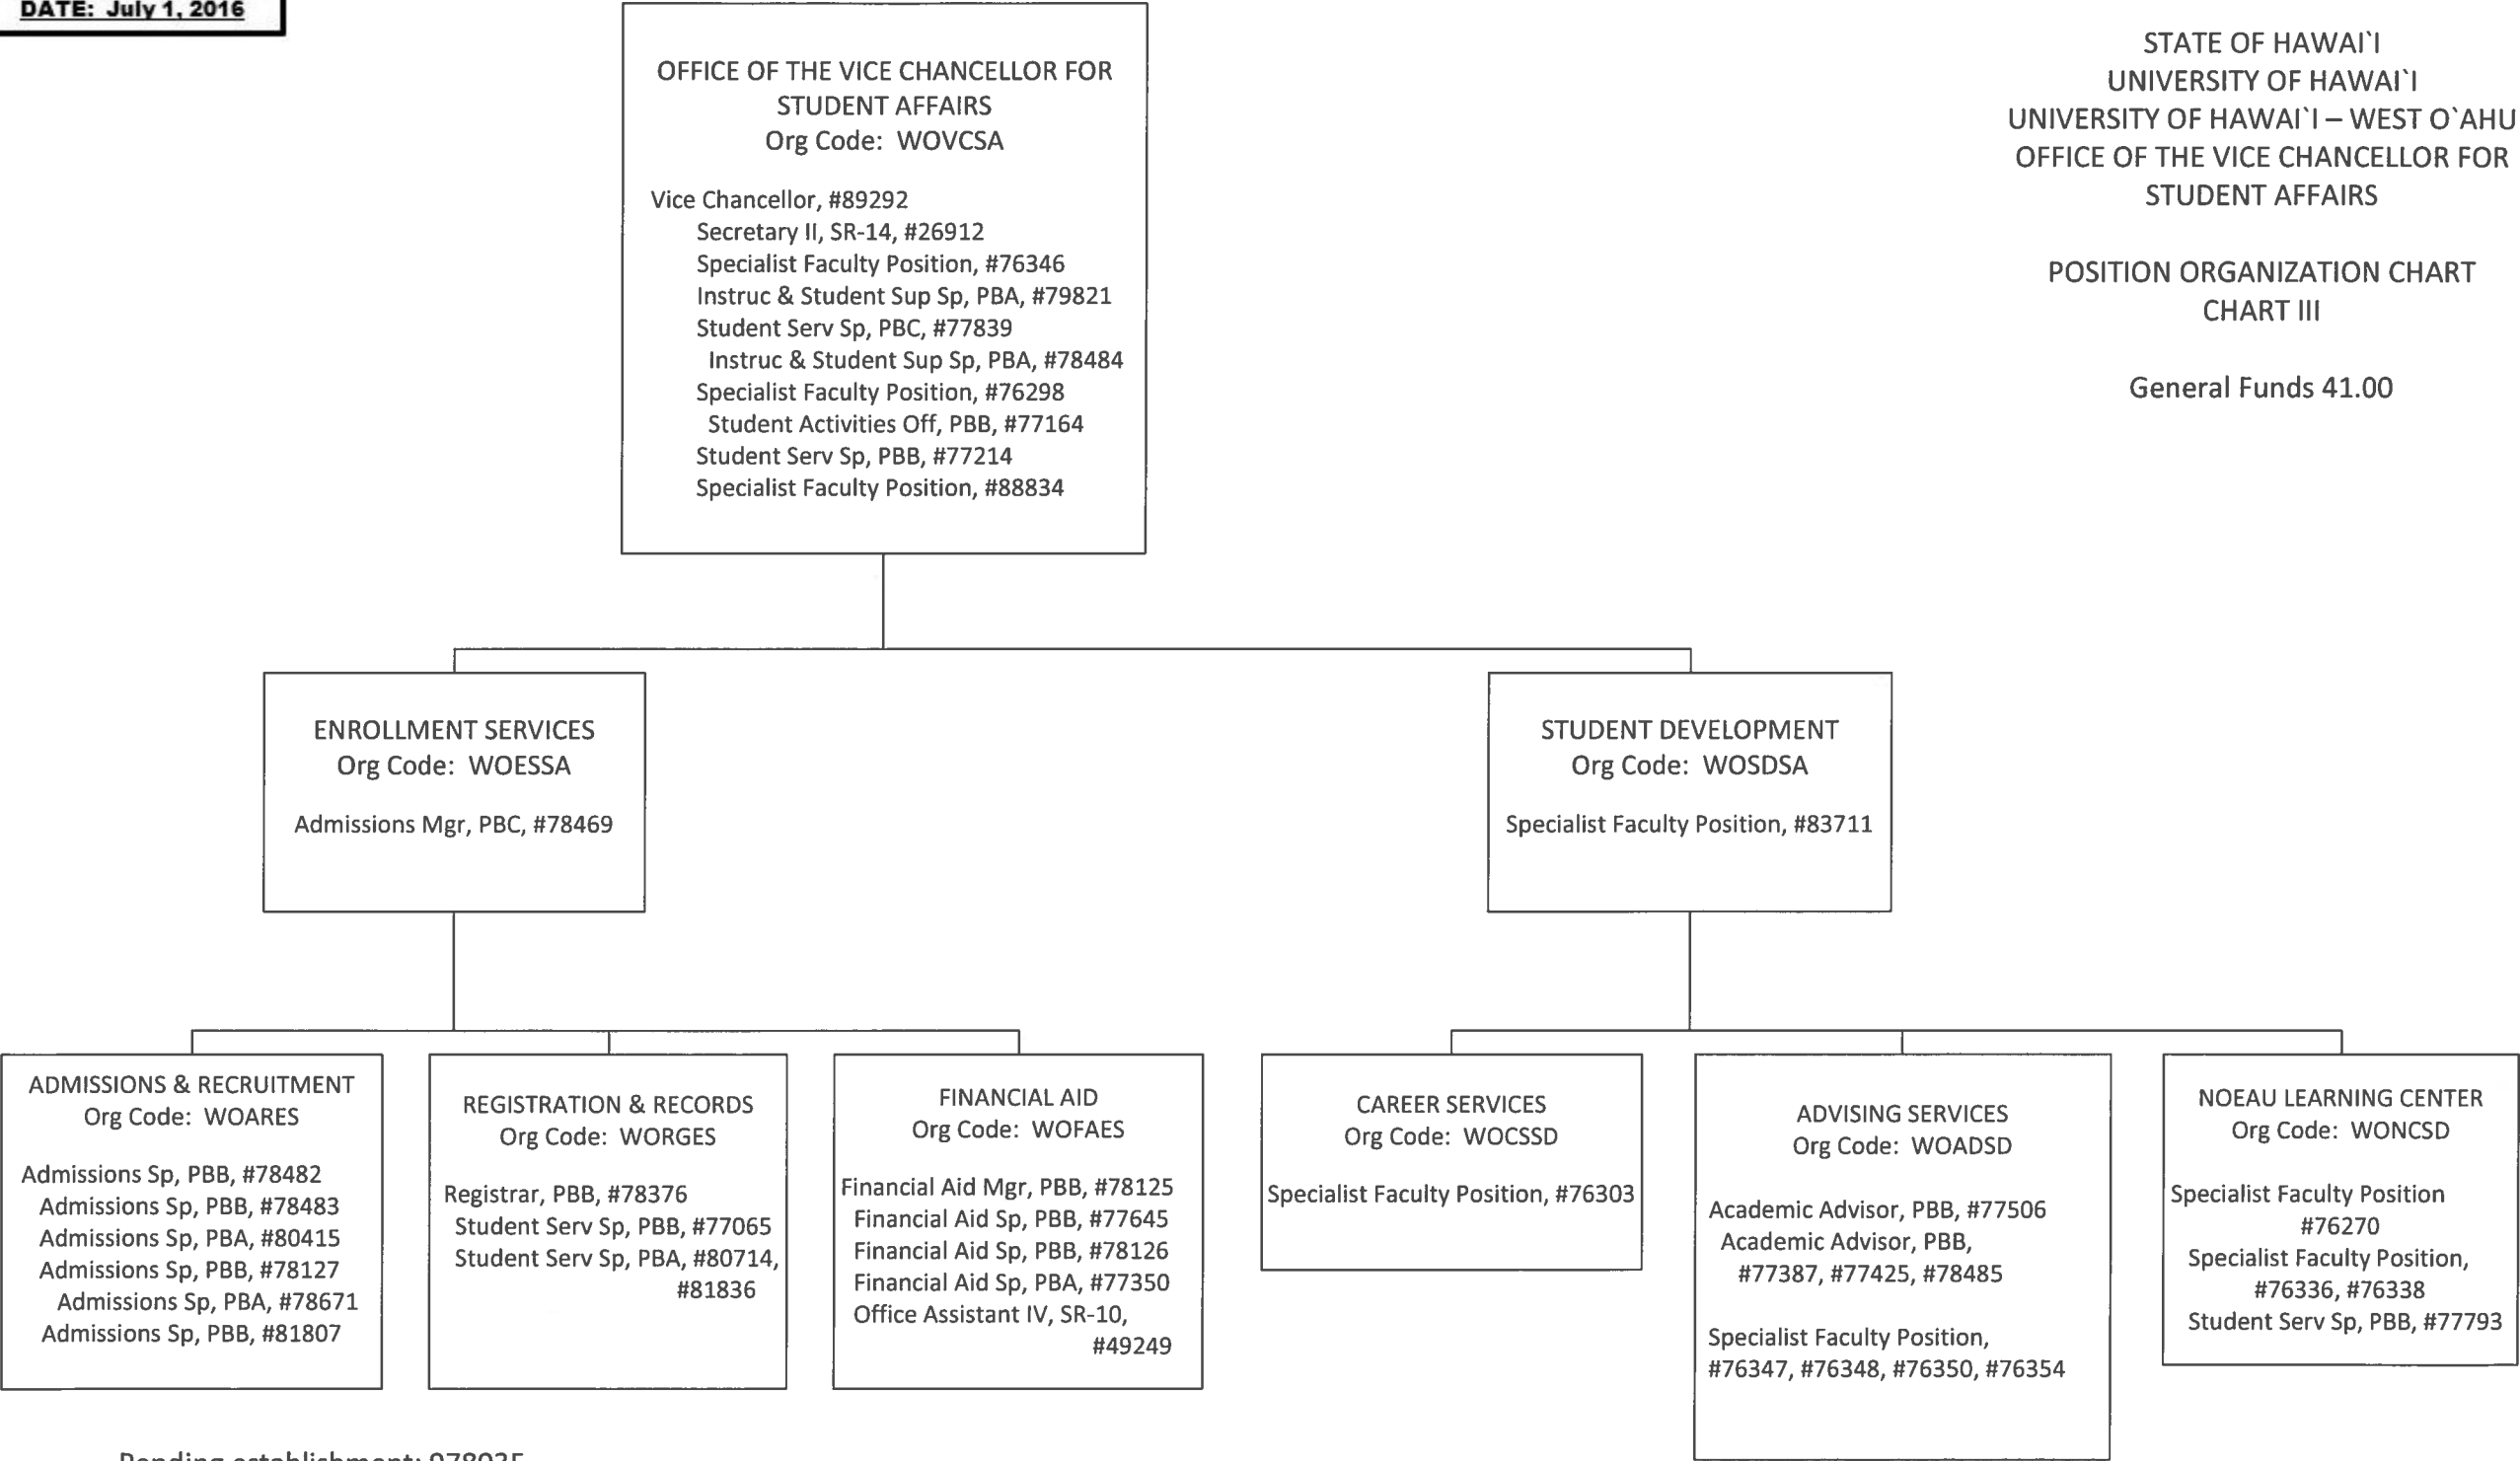 DATE: July 1, 2016
STATE OF HAWAI`I
UNIVERSITY OF HAWAI`I
UNIVERSITY OF HAWAI`I – WEST O`AHU
OFFICE OF THE VICE CHANCELLOR FOR
STUDENT AFFAIRS
POSITION ORGANIZATION CHART
CHART III
General Funds 41.00
OFFICE OF THE VICE CHANCELLOR FOR
STUDENT AFFAIRS
Org Code: WOVCSA
Vice Chancellor, #89292
Secretary II, SR-14, #26912
Specialist Faculty Position, #76346
Instruc & Student Sup Sp, PBA, #79821
Student Serv Sp, PBC, #77839
Instruc & Student Sup Sp, PBA, #78484
Specialist Faculty Position, #76298
Student Activities Off, PBB, #77164
Student Serv Sp, PBB, #77214
Specialist Faculty Position, #88834
ENROLLMENT SERVICES
Org Code: WOESSA
Admissions Mgr, PBC, #78469
STUDENT DEVELOPMENT
Org Code: WOSDSA
Specialist Faculty Position, #83711
ADMISSIONS & RECRUITMENT
Org Code: WOARES
Admissions Sp, PBB, #78482
Admissions Sp, PBB, #78483
Admissions Sp, PBA, #80415
Admissions Sp, PBB, #78127
Admissions Sp, PBA, #78671
Admissions Sp, PBB, #81807
REGISTRATION & RECORDS
Org Code: WORGES
Registrar, PBB, #78376
Student Serv Sp, PBB, #77065
Student Serv Sp, PBA, #80714,
#81836
FINANCIAL AID
Org Code: WOFAES
Financial Aid Mgr, PBB, #78125
Financial Aid Sp, PBB, #77645
Financial Aid Sp, PBB, #78126
Financial Aid Sp, PBA, #77350
Office Assistant IV, SR-10,
#49249
CAREER SERVICES
Org Code: WOCSSD
Specialist Faculty Position, #76303
ADVISING SERVICES
Org Code: WOADSD
Academic Advisor, PBB, #77506
Academic Advisor, PBB,
#77387, #77425, #78485
Specialist Faculty Position,
#76347, #76348, #76350, #76354
NOEAU LEARNING CENTER
Org Code: WONCSD
Specialist Faculty Position
#76270
Specialist Faculty Position,
#76336, #76338
Student Serv Sp, PBB, #77793
Pending establishment: